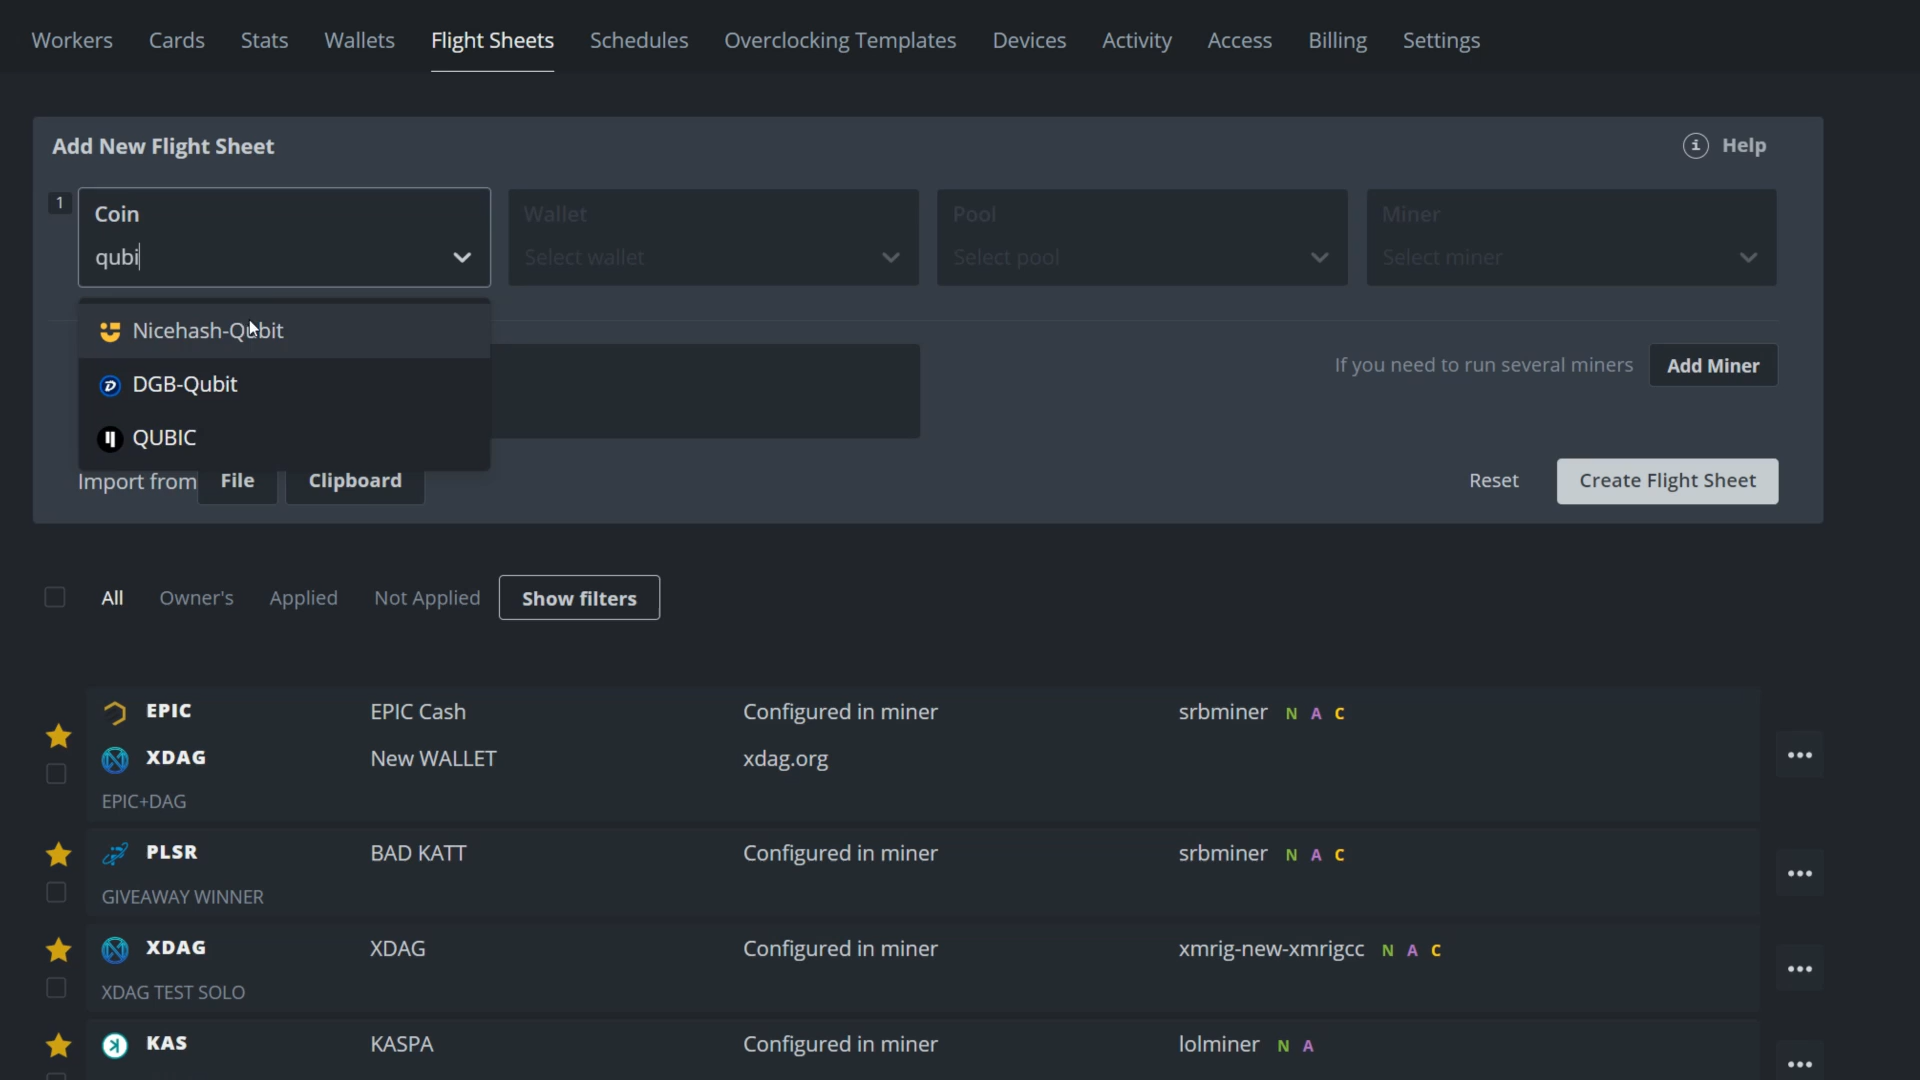 Workers Cards Stats Wallets Flight Sheets Schedules Overclocking Templates Devices Activity Access Billing Settings
Add New Flight Sheet
i Help
1
Coin
qubi
Wallet
Select wallet
Pool
Select pool
Miner
Select miner
Nicehash-Qubit
DGB-Qubit
QUBIC
If you need to run several miners Add Miner
Import from File Clipboard
Reset Create Flight Sheet
All Owner's Applied Not Applied Show filters
EPIC EPIC Cash Configured in miner srbminer N A C
XDAG New WALLET xdag.org
EPIC+DAG
PLSR BAD KATT Configured in miner srbminer N A C
GIVEAWAY WINNER
XDAG XDAG Configured in miner xmrig-new-xmrigcc N A C
XDAG TEST SOLO
KAS KASPA Configured in miner lolminer N A